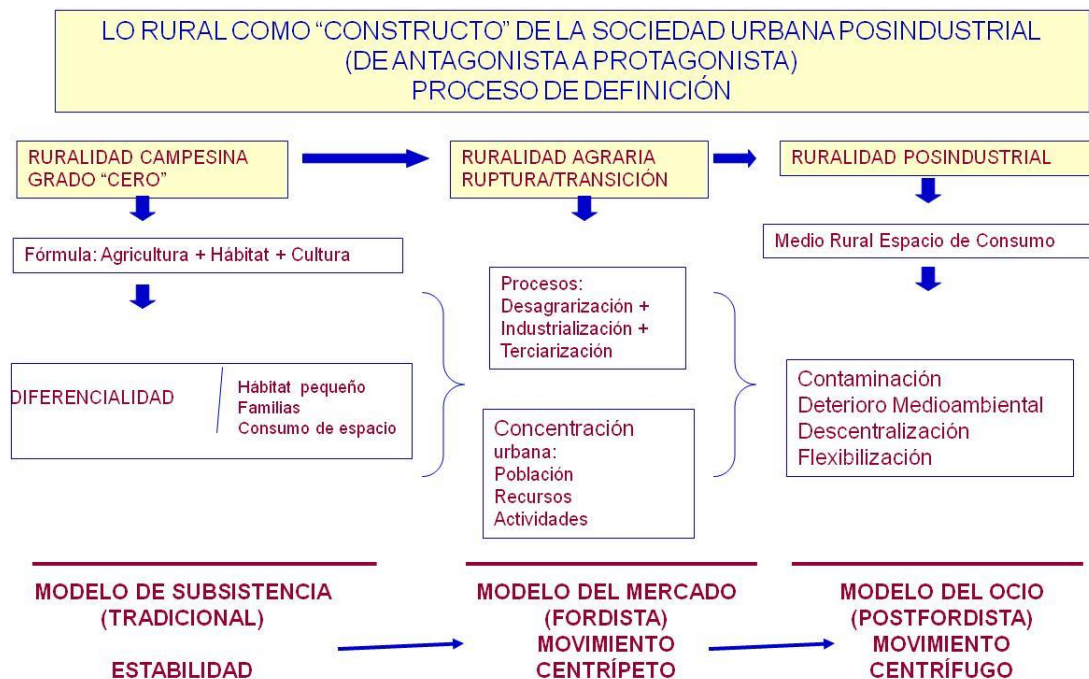 LO RURAL COMO “CONSTRUCTO” DE LA SOCIEDAD URBANA POSINDUSTRIAL
(DE ANTAGONISTA A PROTAGONISTA)
PROCESO DE DEFINICIÓN
RURALIDAD CAMPESINA
GRADO “CERO”
Fórmula: Agricultura + Hábitat + Cultura
DIFERENCIALIDAD
Hábitat pequeño
Familias
Consumo de espacio
MODELO DE SUBSISTENCIA
(TRADICIONAL)
ESTABILIDAD
RURALIDAD AGRARIA
RUPTURA/TRANSICIÓN
Procesos:
Desagrarización +
Industrialización +
Terciarización
Concentración
urbana:
Población
Recursos
Actividades
MODELO DEL MERCADO
(FORDISTA)
MOVIMIENTO
CENTRÍPETO
RURALIDAD POSINDUSTRIAL
Medio Rural Espacio de Consumo
Contaminación
Deterioro Medioambiental
Descentralización
Flexibilización
MODELO DEL OCIO
(POSTFORDISTA)
MOVIMIENTO
CENTRÍFUGO